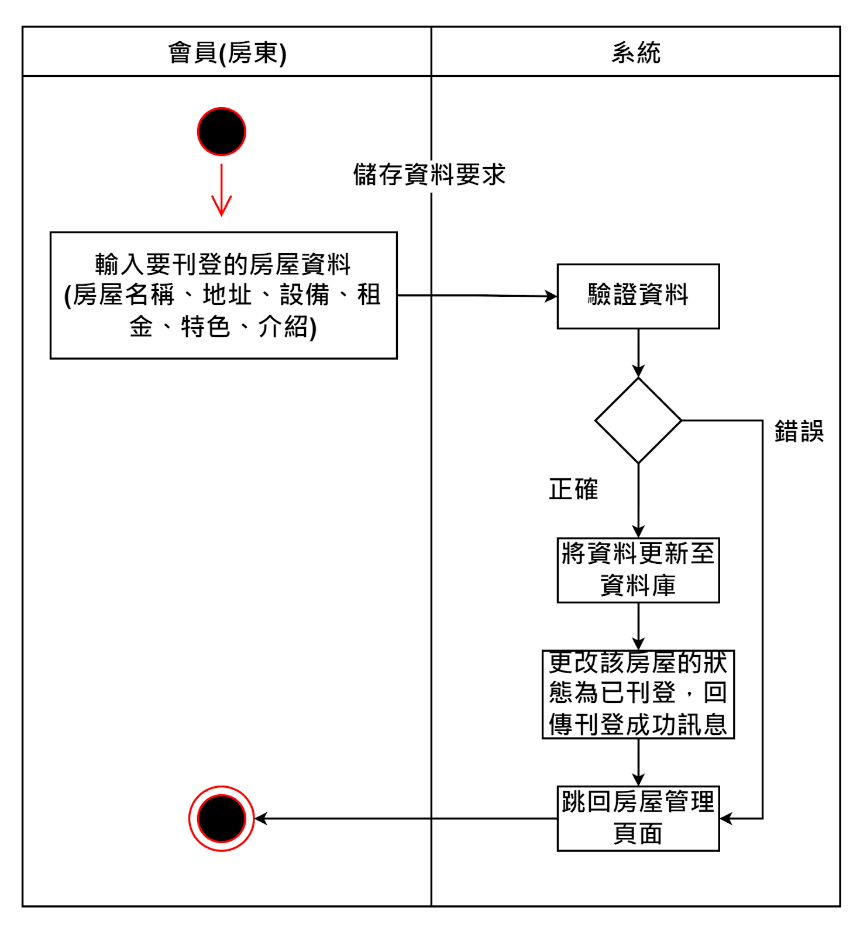 會員(房東)
系統
儲存資料要求
輸入要刊登的房屋資料
(房屋名稱、地址、設備、租
金、特色、介紹)
驗證資料
錯誤
正確
將資料更新至
資料庫
更改該房屋的狀
態為已刊登，回
傳刊登成功訊息
跳回房屋管理
頁面